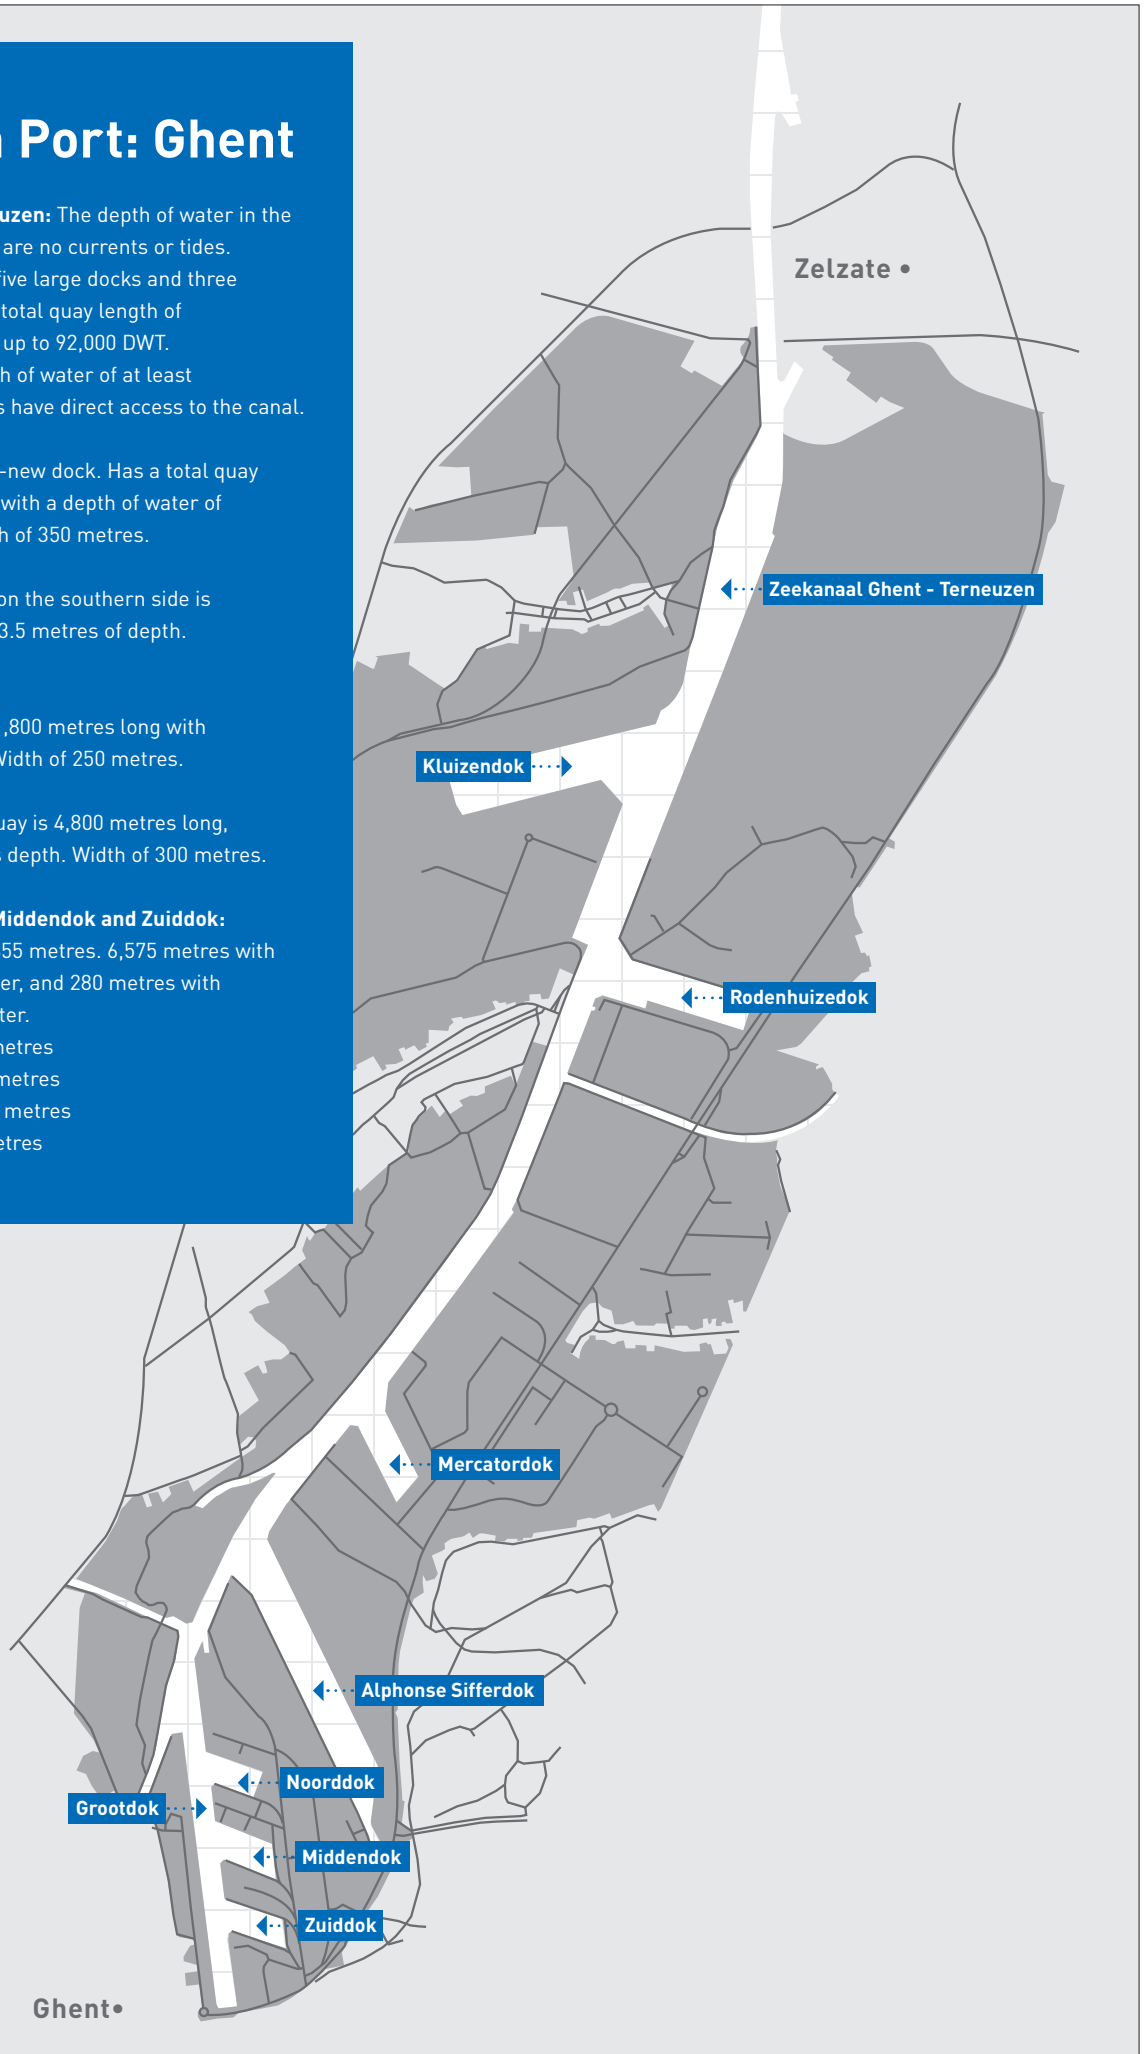 Port: Ghent
uzen: The depth of water in the
are no currents or tides.
five large docks and three
total quay length of
up to 92,000 DWT.
h of water of at least
s have direct access to the canal.
-new dock. Has a total quay
with a depth of water of
h of 350 metres.
on the southern side is
3.5 metres of depth.
,800 metres long with
Width of 250 metres.
uay is 4,800 metres long,
s depth. Width of 300 metres.
Middendok and Zuiddok:
55 metres. 6,575 metres with
er, and 280 metres with
ter.
metres
metres
metres
etres
Zelzate
Zeekanaal Ghent - Terneuzen
Kluizendok
Rodenhuizedok
Mercatordok
Alphonse Sifferdok
Noorddok
Grootdok
Middendok
Zuiddok
Ghent